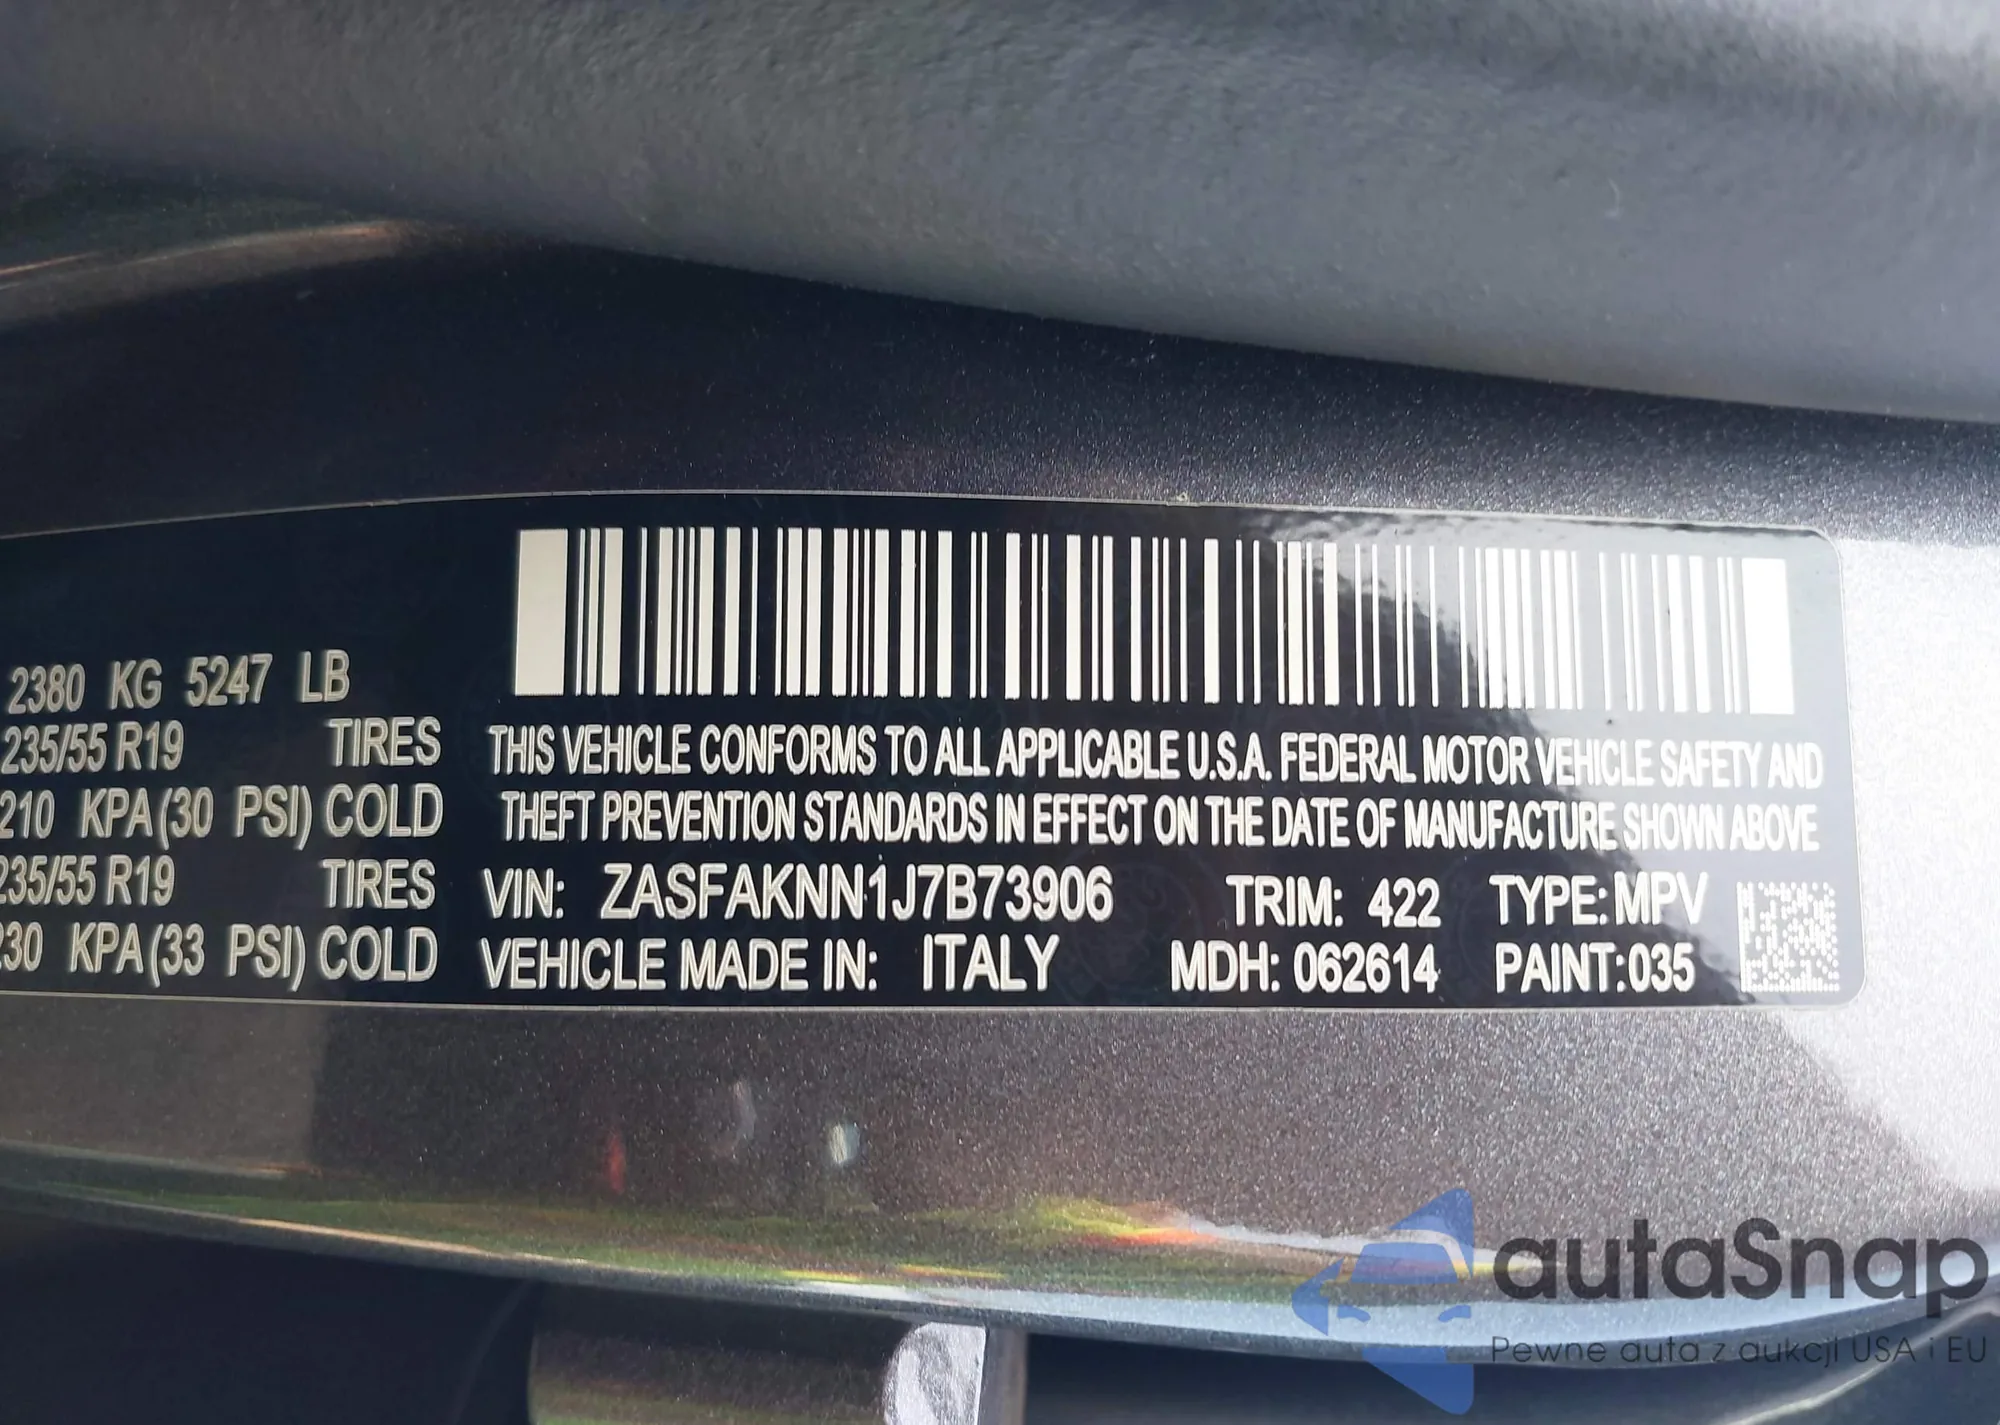 2380 KG 5247 LB
235/55 R19 TIRES
210 KPA(30 PSI) COLD
235/55 R19 TIRES
230 KPA(33 PSI) COLD
THIS VEHICLE CONFORMS TO ALL APPLICABLE U.S.A. FEDERAL MOTOR VEHICLE SAFETY AND
THEFT PREVENTION STANDARDS IN EFFECT ON THE DATE OF MANUFACTURE SHOWN ABOVE
VIN: ZASFAKNN1J7B73906 TRIM: 422 TYPE: MPV
VEHICLE MADE IN: ITALY MDH: 062614 PAINT: 035
autaSnap
Pewne auta z aukcji USA i EU